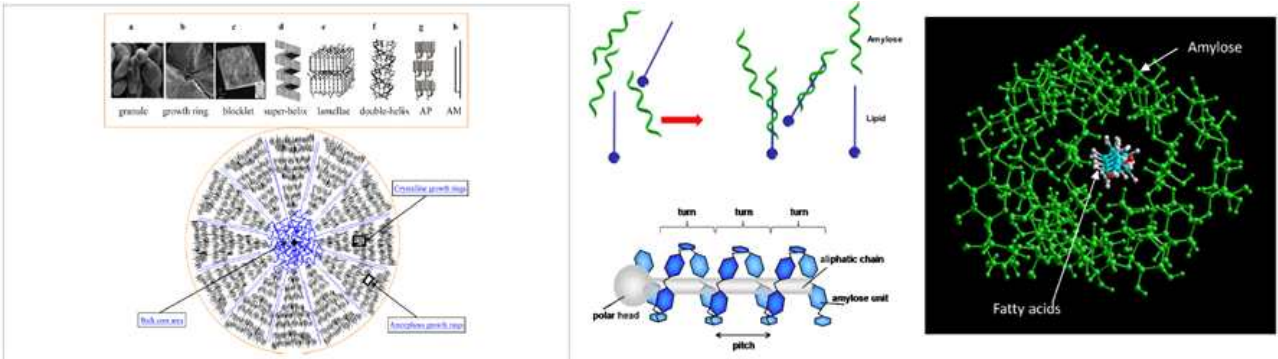 a b c d e f g h
granule growth ring blocklet super-helix lamellae double-helix AP AM
Crystalline growth rings
Bulk core area
Amorphous growth rings
Amylose
Lipid
turn turn turn
aliphatic chain
amylose unit
polar head
pitch
Amylose
Fatty acids